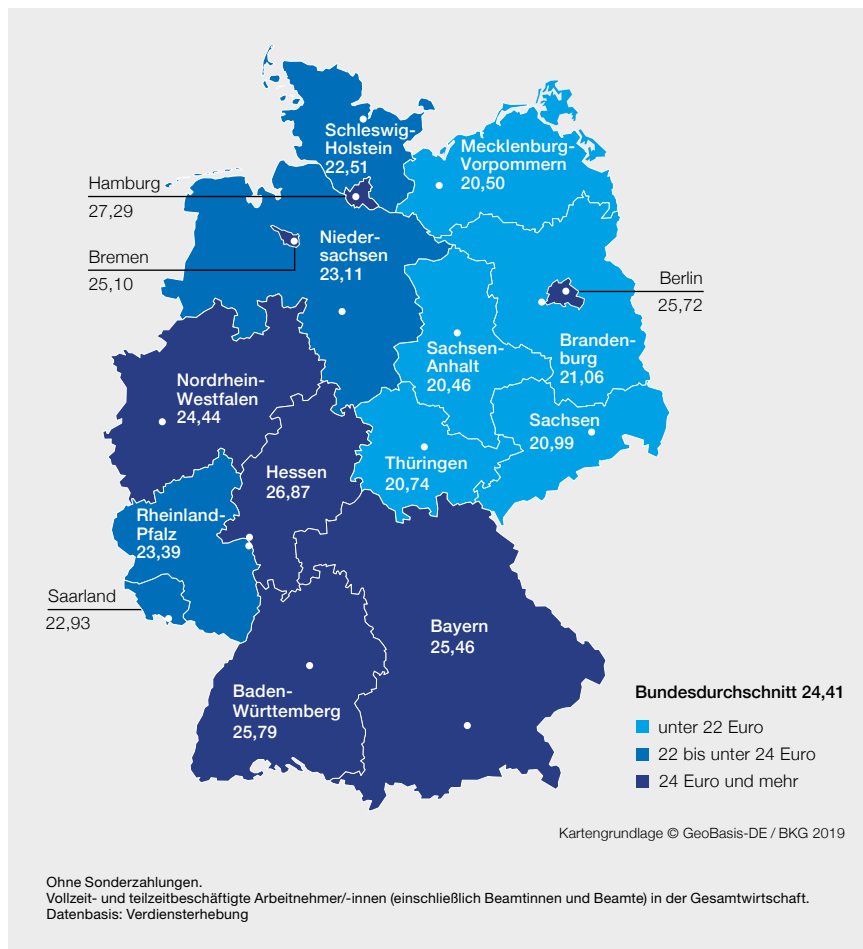 Schleswig-
Holstein
22,51
Mecklenburg-
Vorpommern
20,50
Hamburg
27,29
Bremen
25,10
Nieder-
sachsen
23,11
Berlin
25,72
Branden-
burg
21,06
Sachsen-
Anhalt
20,46
Nordrhein-
Westfalen
24,44
Sachsen
20,99
Thüringen
20,74
Hessen
26,87
Rheinland-
Pfalz
23,39
Saarland
22,93
Bayern
25,46
Baden-
Württemberg
25,79
Bundesdurchschnitt 24,41
unter 22 Euro
22 bis unter 24 Euro
24 Euro und mehr
Kartengrundlage © GeoBasis-DE / BKG 2019
Ohne Sonderzahlungen.
Vollzeit- und teilzeitbeschäftigte Arbeitnehmer/-innen (einschließlich Beamtinnen und Beamte) in der Gesamtwirtschaft.
Datenbasis: Verdiensterhebung